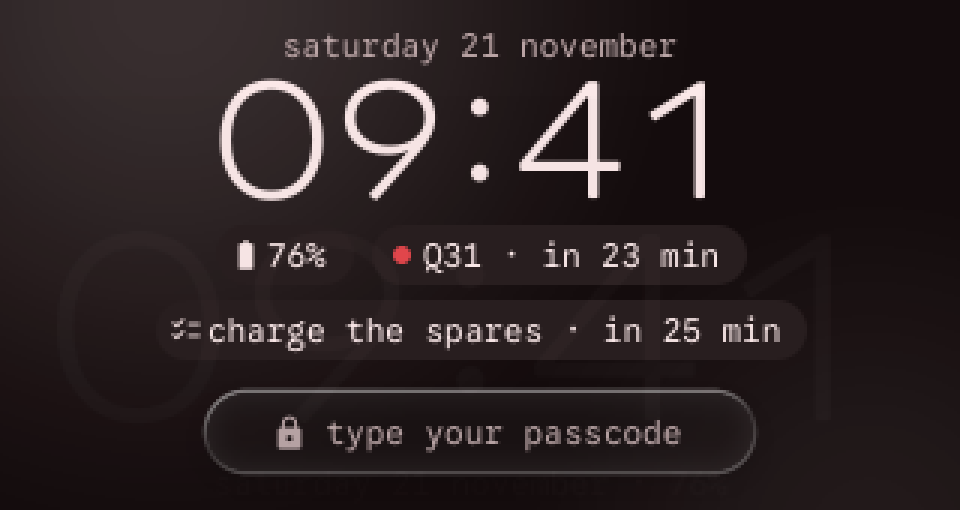 saturday 21 november
09:41
76% Q31 · in 23 min
charge the spares · in 25 min
type your passcode